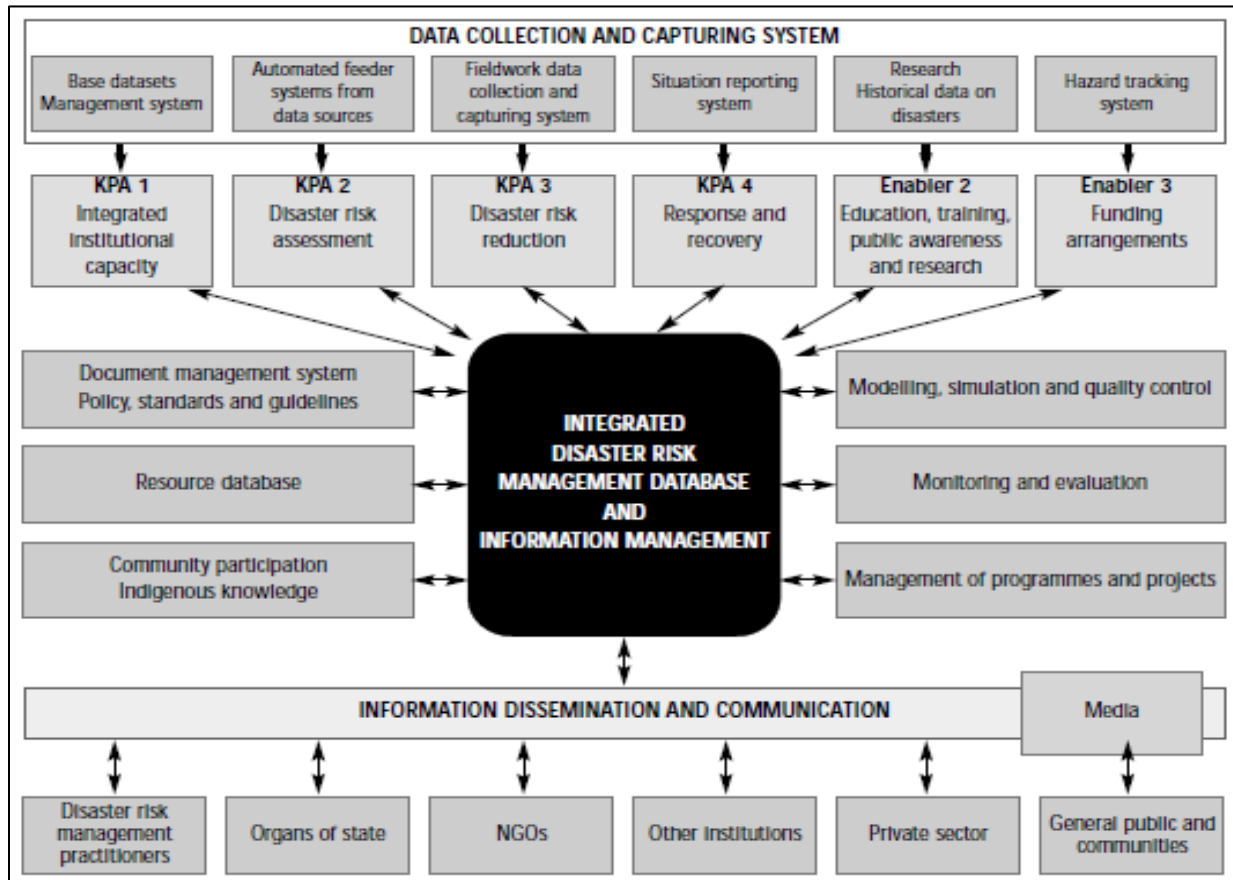 DATA COLLECTION AND CAPTURING SYSTEM
Base datasets
Management system
Automated feeder
systems from
data sources
Fieldwork data
collection and
capturing system
Situation reporting
system
Research
Historical data on
disasters
Hazard tracking
system
KPA 1
Integrated
institutional
capacity
KPA 2
Disaster risk
assessment
KPA 3
Disaster risk
reduction
KPA 4
Response and
recovery
Enabler 2
Education, training,
public awareness
and research
Enabler 3
Funding
arrangements
Document management system
Policy, standards and guidelines
Resource database
Community participation
Indigenous knowledge
INTEGRATED
DISASTER RISK
MANAGEMENT DATABASE
AND
INFORMATION MANAGEMENT
Modelling, simulation and quality control
Monitoring and evaluation
Management of programmes and projects
INFORMATION DISSEMINATION AND COMMUNICATION
Media
Disaster risk
management
practitioners
Organs of state
NGOs
Other institutions
Private sector
General public and
communities